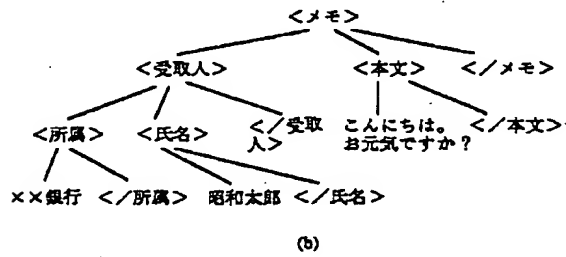 ＜メモ＞
＜受取人＞ ＜本文＞ ＜／メモ＞
＜所属＞ ＜氏名＞ ＜／受取
人＞ こんにちは。
お元気ですか？ ＜／本文＞
××銀行 ＜／所属＞ 昭和太郎 ＜／氏名＞
(b)